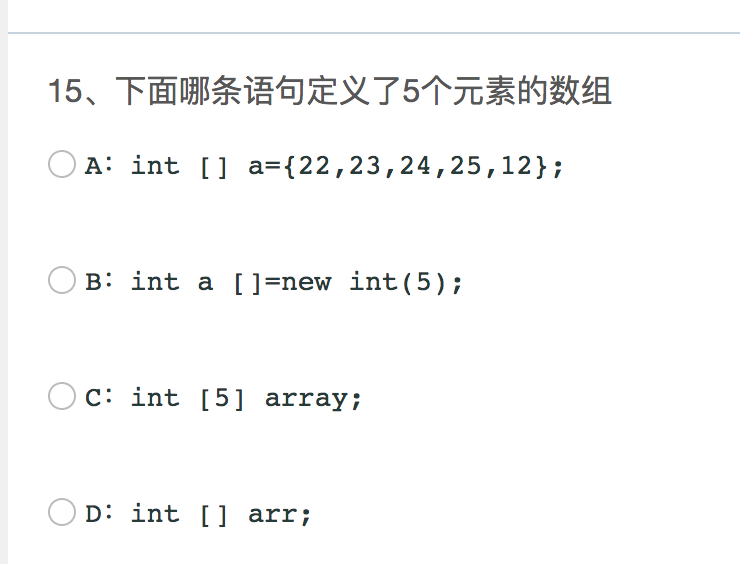 15、下面哪条语句定义了5个元素的数组
A: int [] a={22,23,24,25,12};
B: int a []=new int(5);
C: int [5] array;
D: int [] arr;